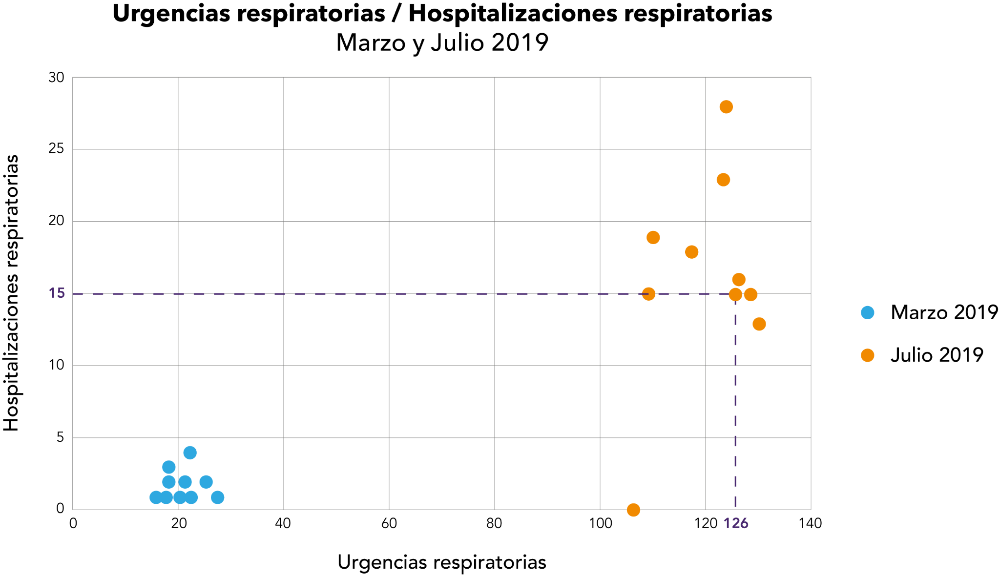 Urgencias respiratorias / Hospitalizaciones respiratorias
Marzo y Julio 2019
Hospitalizaciones respiratorias
30
25
20
15
10
5
0
0 20 40 60 80 100 120 126 140
Urgencias respiratorias
Marzo 2019
Julio 2019